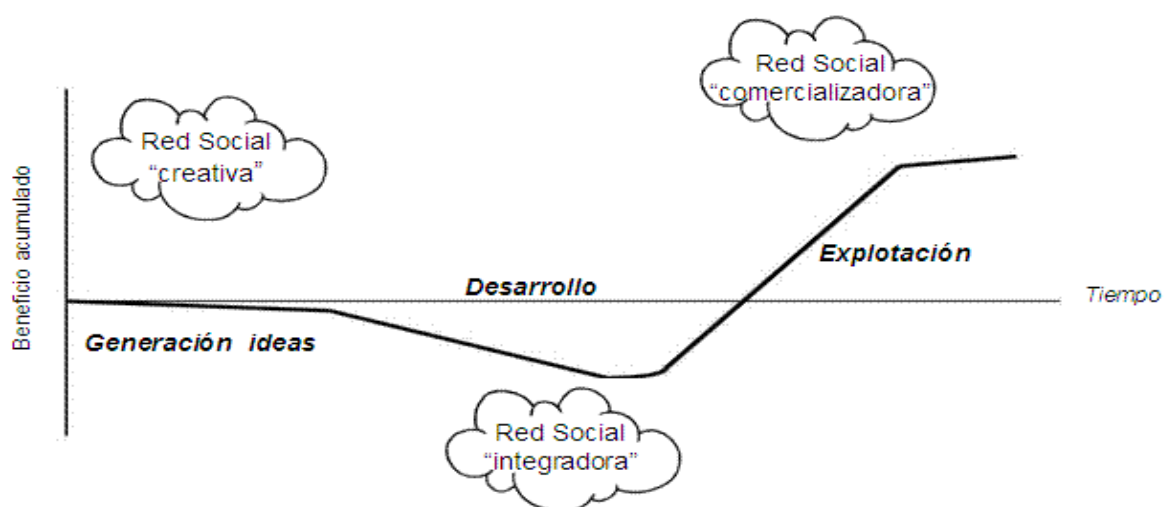 Red Social
“comercializadora”
Red Social
“creativa”
Beneficio acumulado
Explotación
Desarrollo
Tiempo
Generación ideas
Red Social
“integradora”